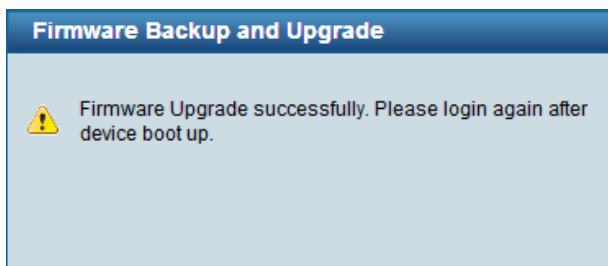 Firmware Backup and Upgrade
Firmware Upgrade successfully. Please login again after
device boot up.